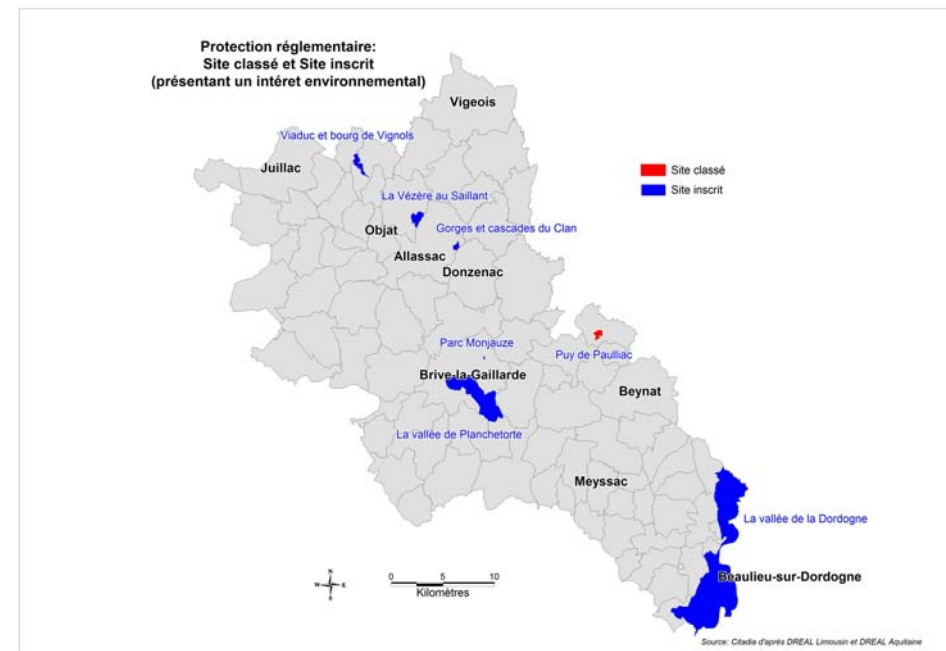 Protection réglementaire:
Site classé et Site inscrit
(présentant un intéret environnemental)
Vigeois
Viaduc et bourg de Vignols
Juillac
Site classé
Site inscrit
La Vézère au Saillant
Objat
Gorges et cascades du Clan
Allassac
Donzenac
Parc Monjauze
Puy de Paulliac
Brive-la-Gaillarde
Beynat
La vallée de Planchetorte
Meyssac
La vallée de la Dordogne
Beaulieu-sur-Dordogne
N
W E
S
0 5 10
Kilomètres
Source: Citadia d'après DREAL Limousin et DREAL Aquitaine